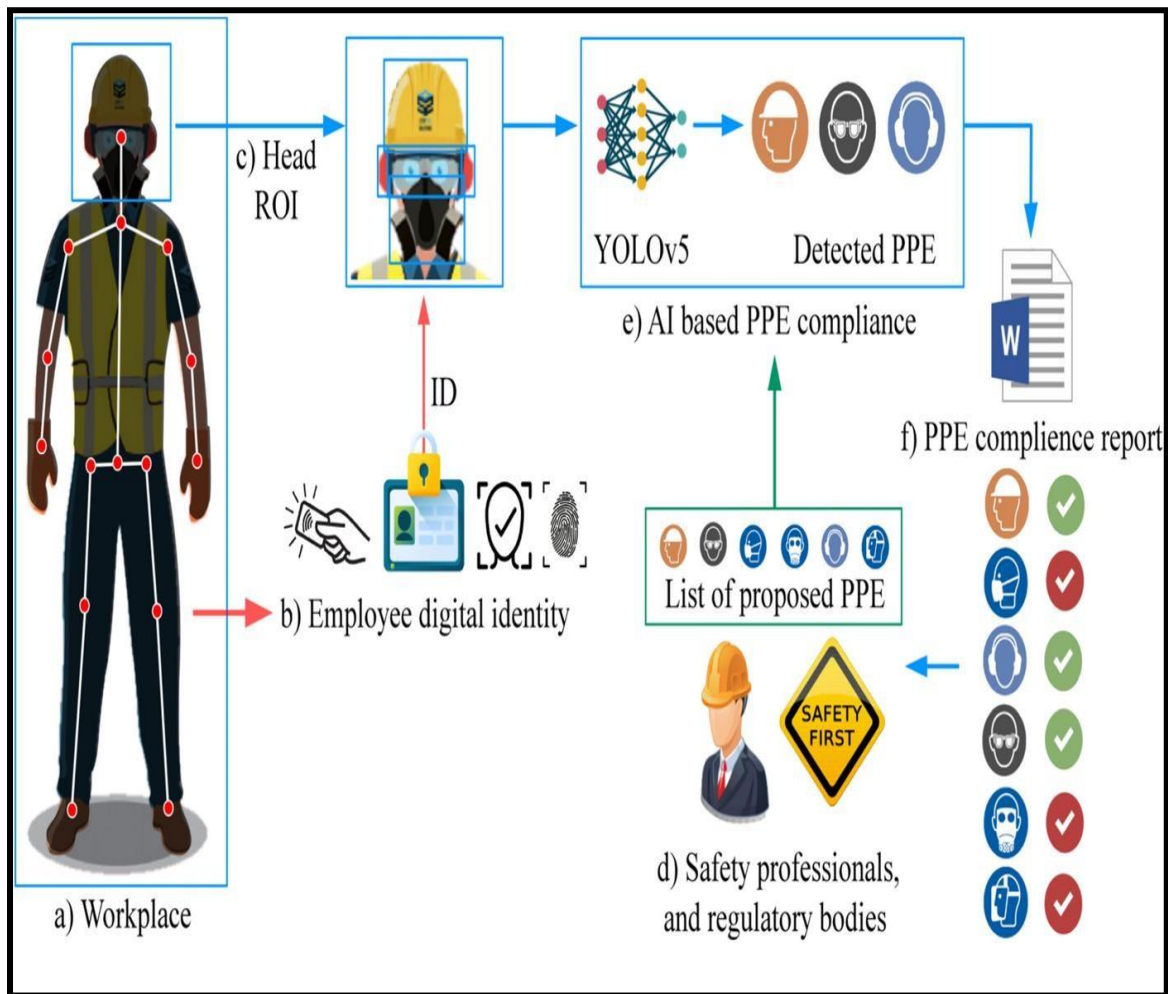 c) Head
ROI
YOLOv5
Detected PPE
e) AI based PPE compliance
W
ID
f) PPE complience report
List of proposed PPE
b) Employee digital identity
SAFETY
FIRST
d) Safety professionals,
and regulatory bodies
a) Workplace